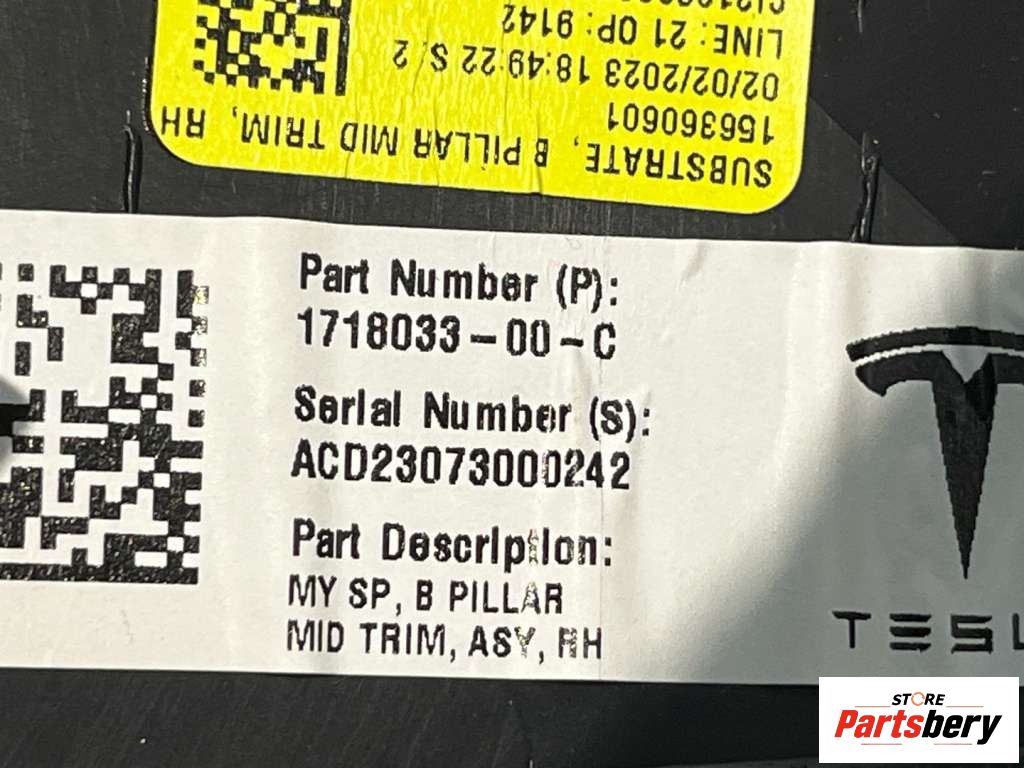 SUBSTRATE, B PILLAR MID TRIM, RH
156360601
02/02/2023 18:49:22 S/2
LINE: 21 OP: 9142
Part Number (P):
1718033-00-C
Serial Number (S):
ACD23073000242
Part Description:
MY SP, B PILLAR
MID TRIM, ASY, RH
TESL
STORE
Partsbery